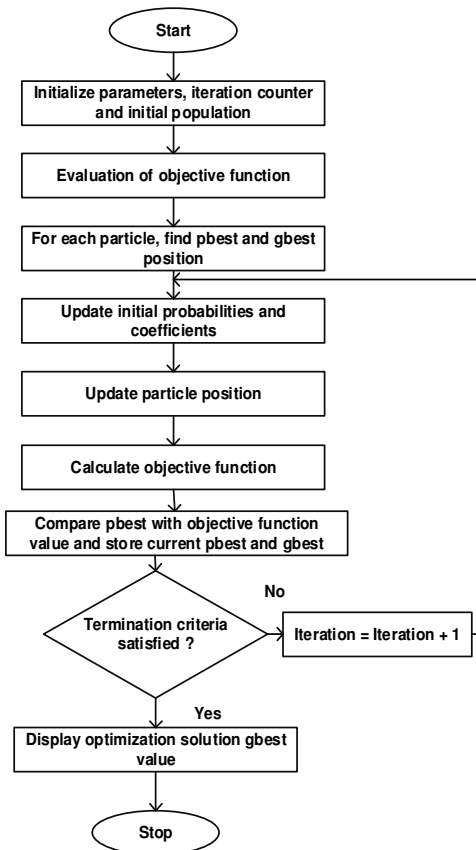 Start
Initialize parameters, iteration counter
and initial population
Evaluation of objective function
For each particle, find pbest and gbest
position
Update initial probabilities and
coefficients
Update particle position
Calculate objective function
Compare pbest with objective function
value and store current pbest and gbest
Termination criteria
satisfied ?
No
Iteration = Iteration + 1
Yes
Display optimization solution gbest
value
Stop